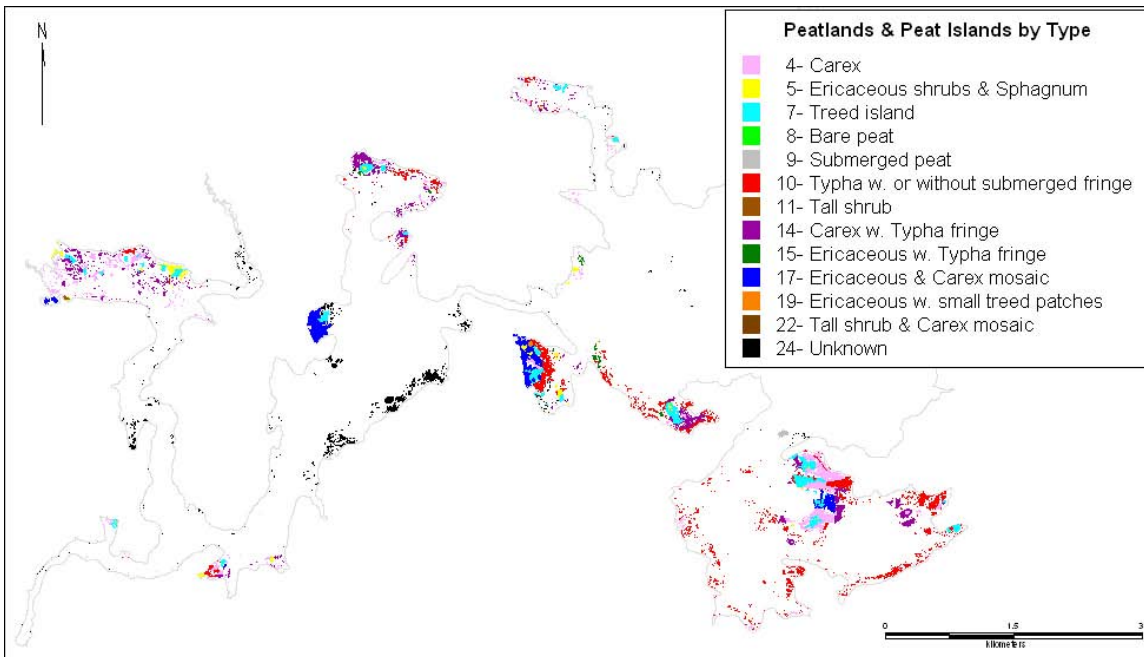 N
Peatlands & Peat Islands by Type
4- Carex
5- Ericaceous shrubs & Sphagnum
7- Treed island
8- Bare peat
9- Submerged peat
10- Typha w. or without submerged fringe
11- Tall shrub
14- Carex w. Typha fringe
15- Ericaceous w. Typha fringe
17- Ericaceous & Carex mosaic
19- Ericaceous w. small treed patches
22- Tall shrub & Carex mosaic
24- Unknown
0 1.5 3
kilometers